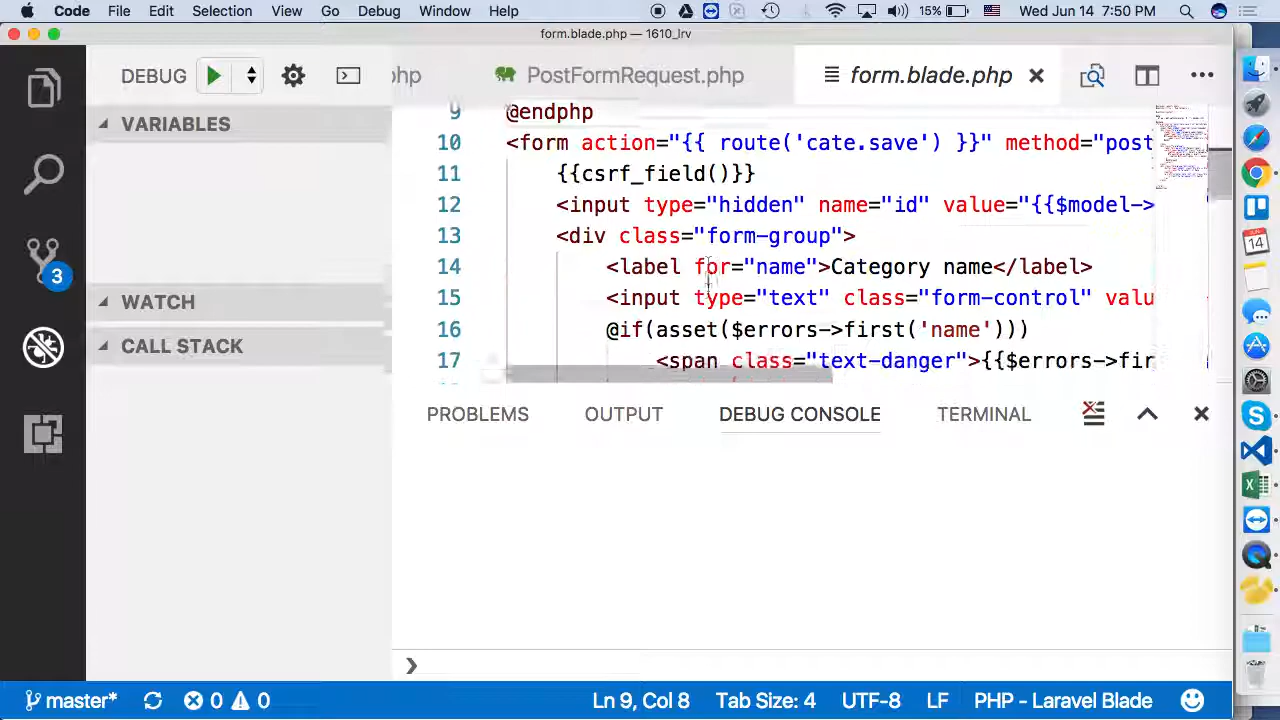 Code File Edit Selection View Go Debug Window Help 15% Wed Jun 14 7:50 PM
form.blade.php — 1610_lrv
DEBUG
php PostFormRequest.php form.blade.php
VARIABLES
WATCH
CALL STACK
3
9 @endphp
10 <form action="{{ route('cate.save') }}" method="post
11 {{csrf_field()}}
12 <input type="hidden" name="id" value="{{$model->
13 <div class="form-group">
14 <label for="name">Category name</label>
15 <input type="text" class="form-control" valu
16 @if(asset($errors->first('name')))
17 <span class="text-danger">{{$errors->fir
PROBLEMS OUTPUT DEBUG CONSOLE TERMINAL
14
master* 0 0 Ln 9, Col 8 Tab Size: 4 UTF-8 LF PHP - Laravel Blade